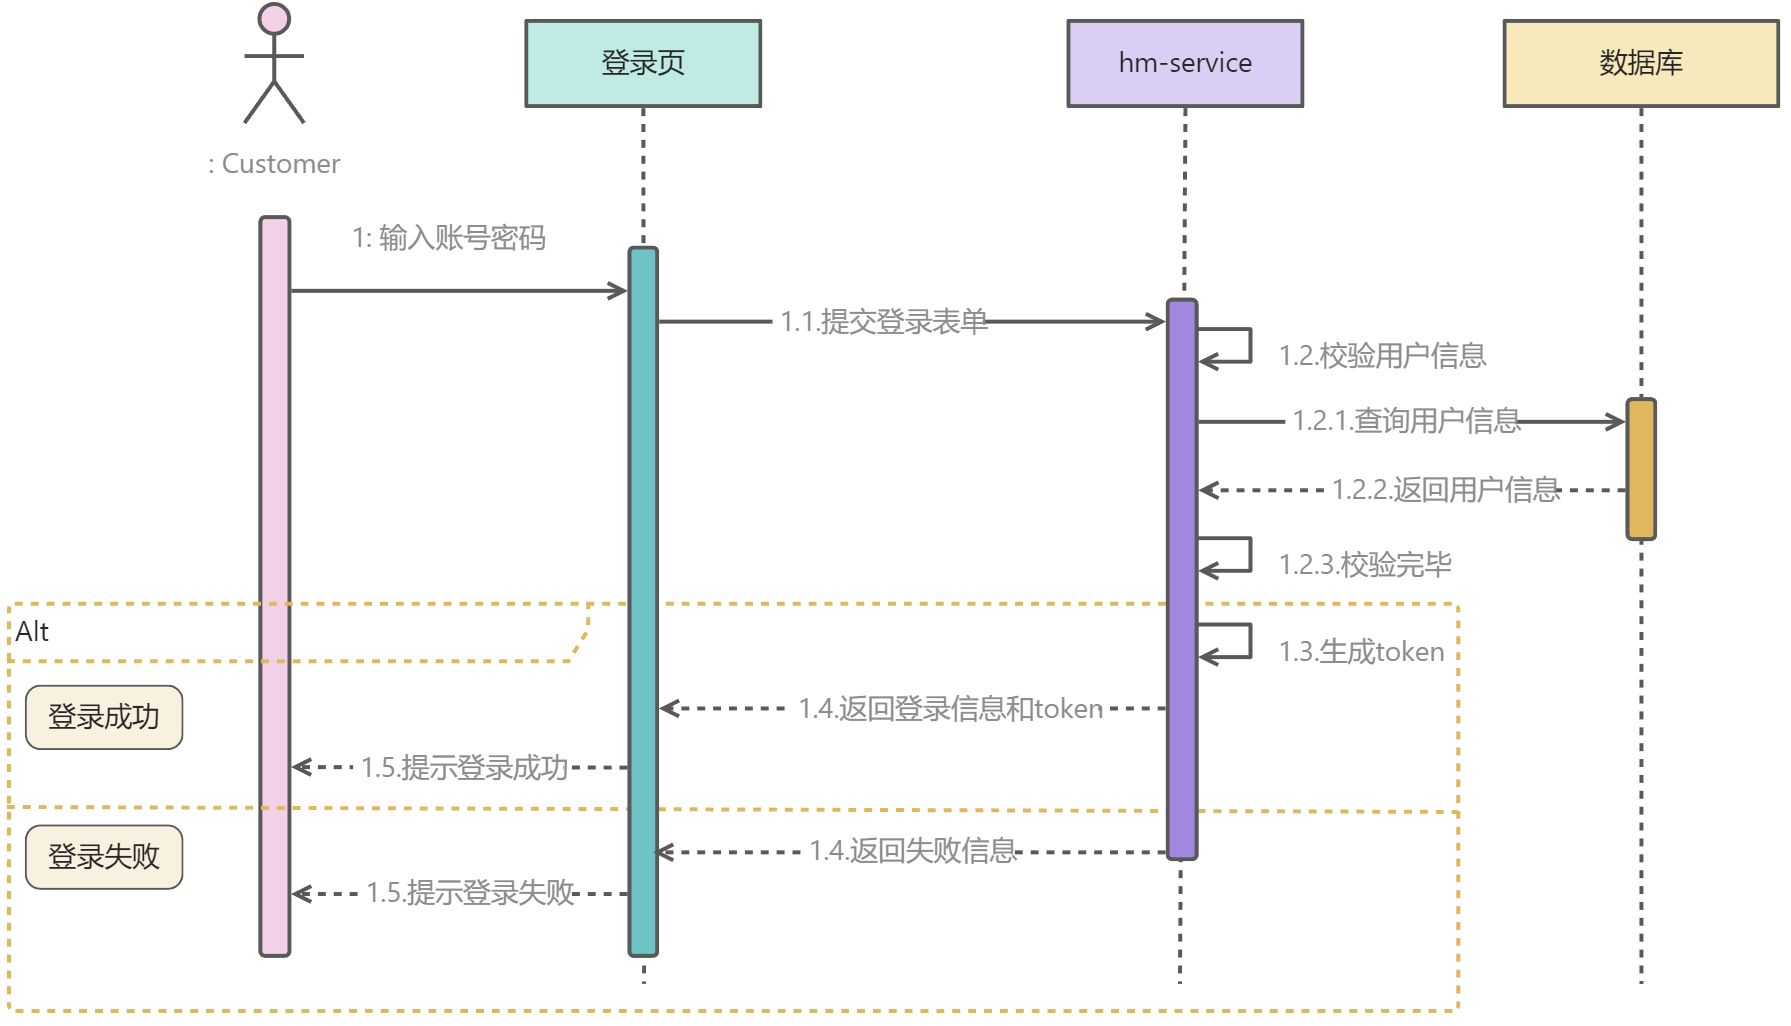 登录页
hm-service
数据库
: Customer
1: 输入账号密码
1.1.提交登录表单
1.2.校验用户信息
1.2.1.查询用户信息
1.2.2.返回用户信息
1.2.3.校验完毕
Alt
1.3.生成token
登录成功
1.4.返回登录信息和token
1.5.提示登录成功
登录失败
1.4.返回失败信息
1.5.提示登录失败